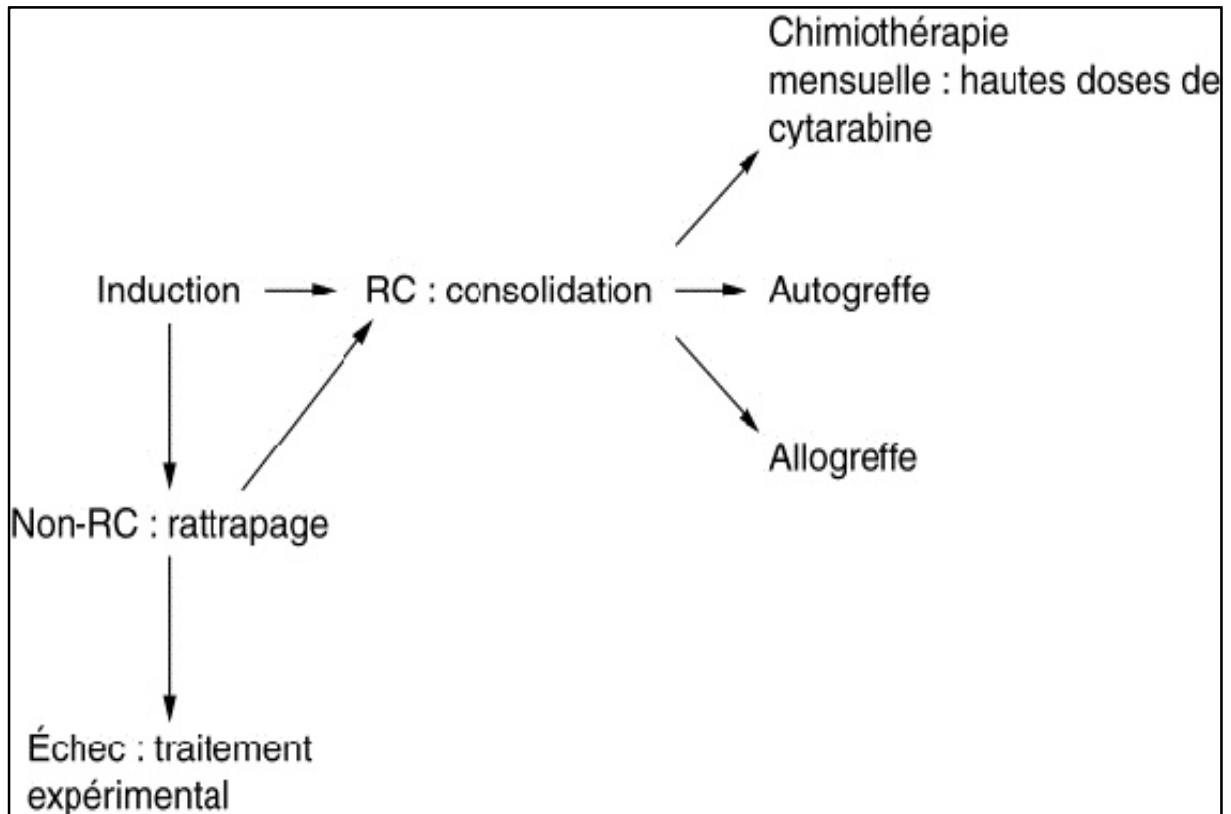 Chimiothérapie
mensuelle : hautes doses de
cytarabine
Induction
RC : consolidation
Autogreffe
Allogreffe
Non-RC : rattrapage
Échec : traitement
expérimental